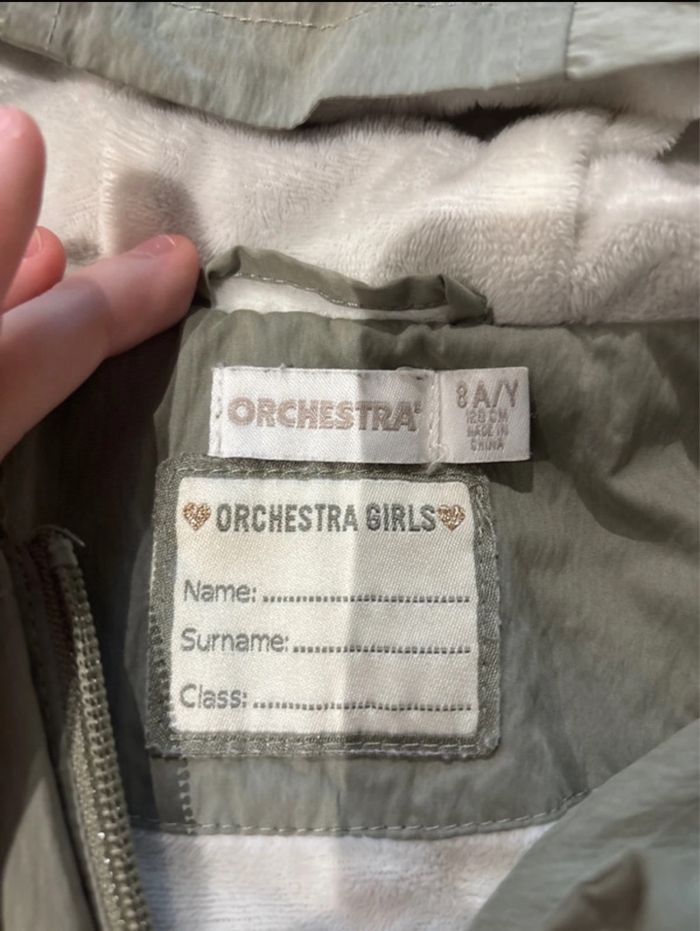 ORCHESTRA
8 A/Y
128 CM
MADE IN
CHINA
ORCHESTRA GIRLS
Name:
Surname:
Class: